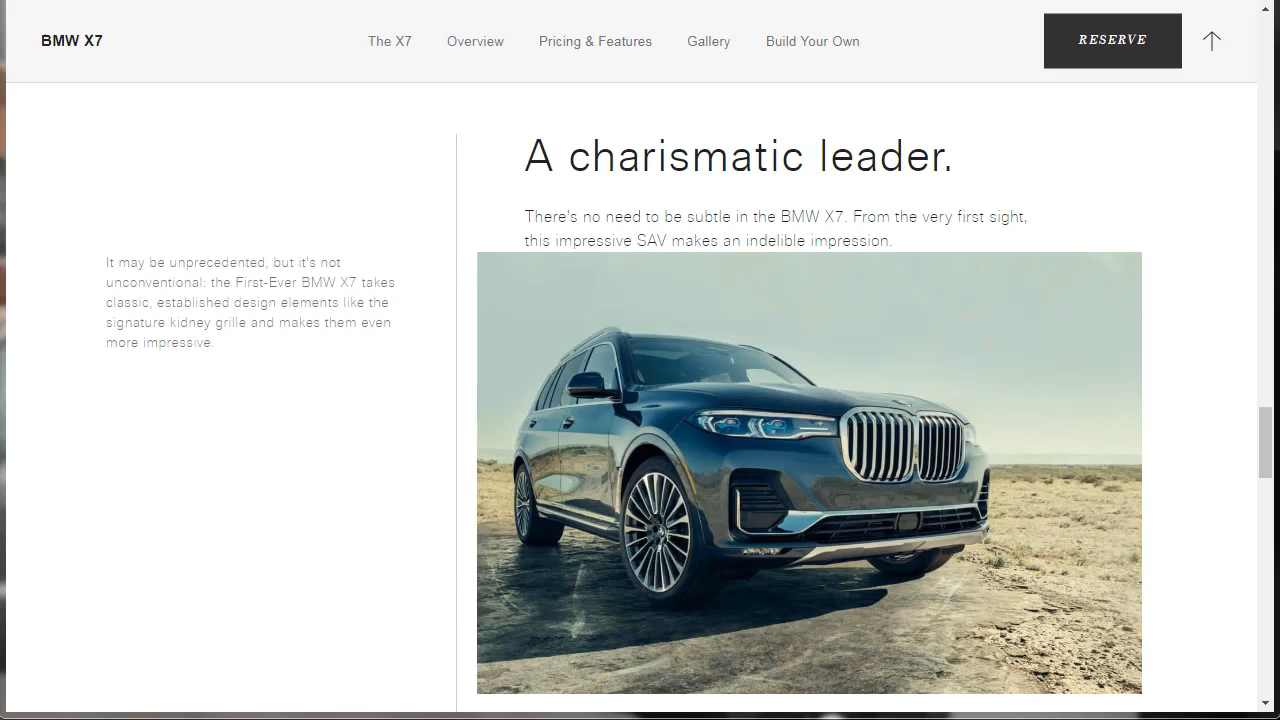 BMW X7
The X7
Overview
Pricing & Features
Gallery
Build Your Own
RESERVE
A charismatic leader.
There's no need to be subtle in the BMW X7. From the very first sight,
this impressive SAV makes an indelible impression.
It may be unprecedented, but it's not
unconventional: the First-Ever BMW X7 takes
classic, established design elements like the
signature kidney grille and makes them even
more impressive.